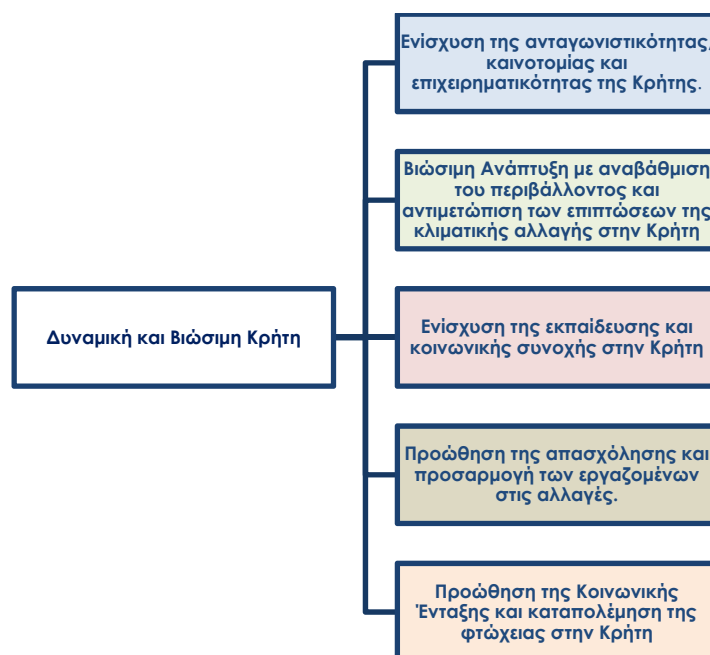 Ενίσχυση της ανταγωνιστικότητας,
καινοτομίας και
επιχειρηματικότητας της Κρήτης.
Βιώσιμη Ανάπτυξη με αναβάθμιση
του περιβάλλοντος και
αντιμετώπιση των επιπτώσεων της
κλιματικής αλλαγής στην Κρήτη
Δυναμική και Βιώσιμη Κρήτη
Ενίσχυση της εκπαίδευσης και
κοινωνικής συνοχής στην Κρήτη
Προώθηση της απασχόλησης και
προσαρμογή των εργαζομένων
στις αλλαγές.
Προώθηση της Κοινωνικής
Ένταξης και καταπολέμηση της
φτώχειας στην Κρήτη